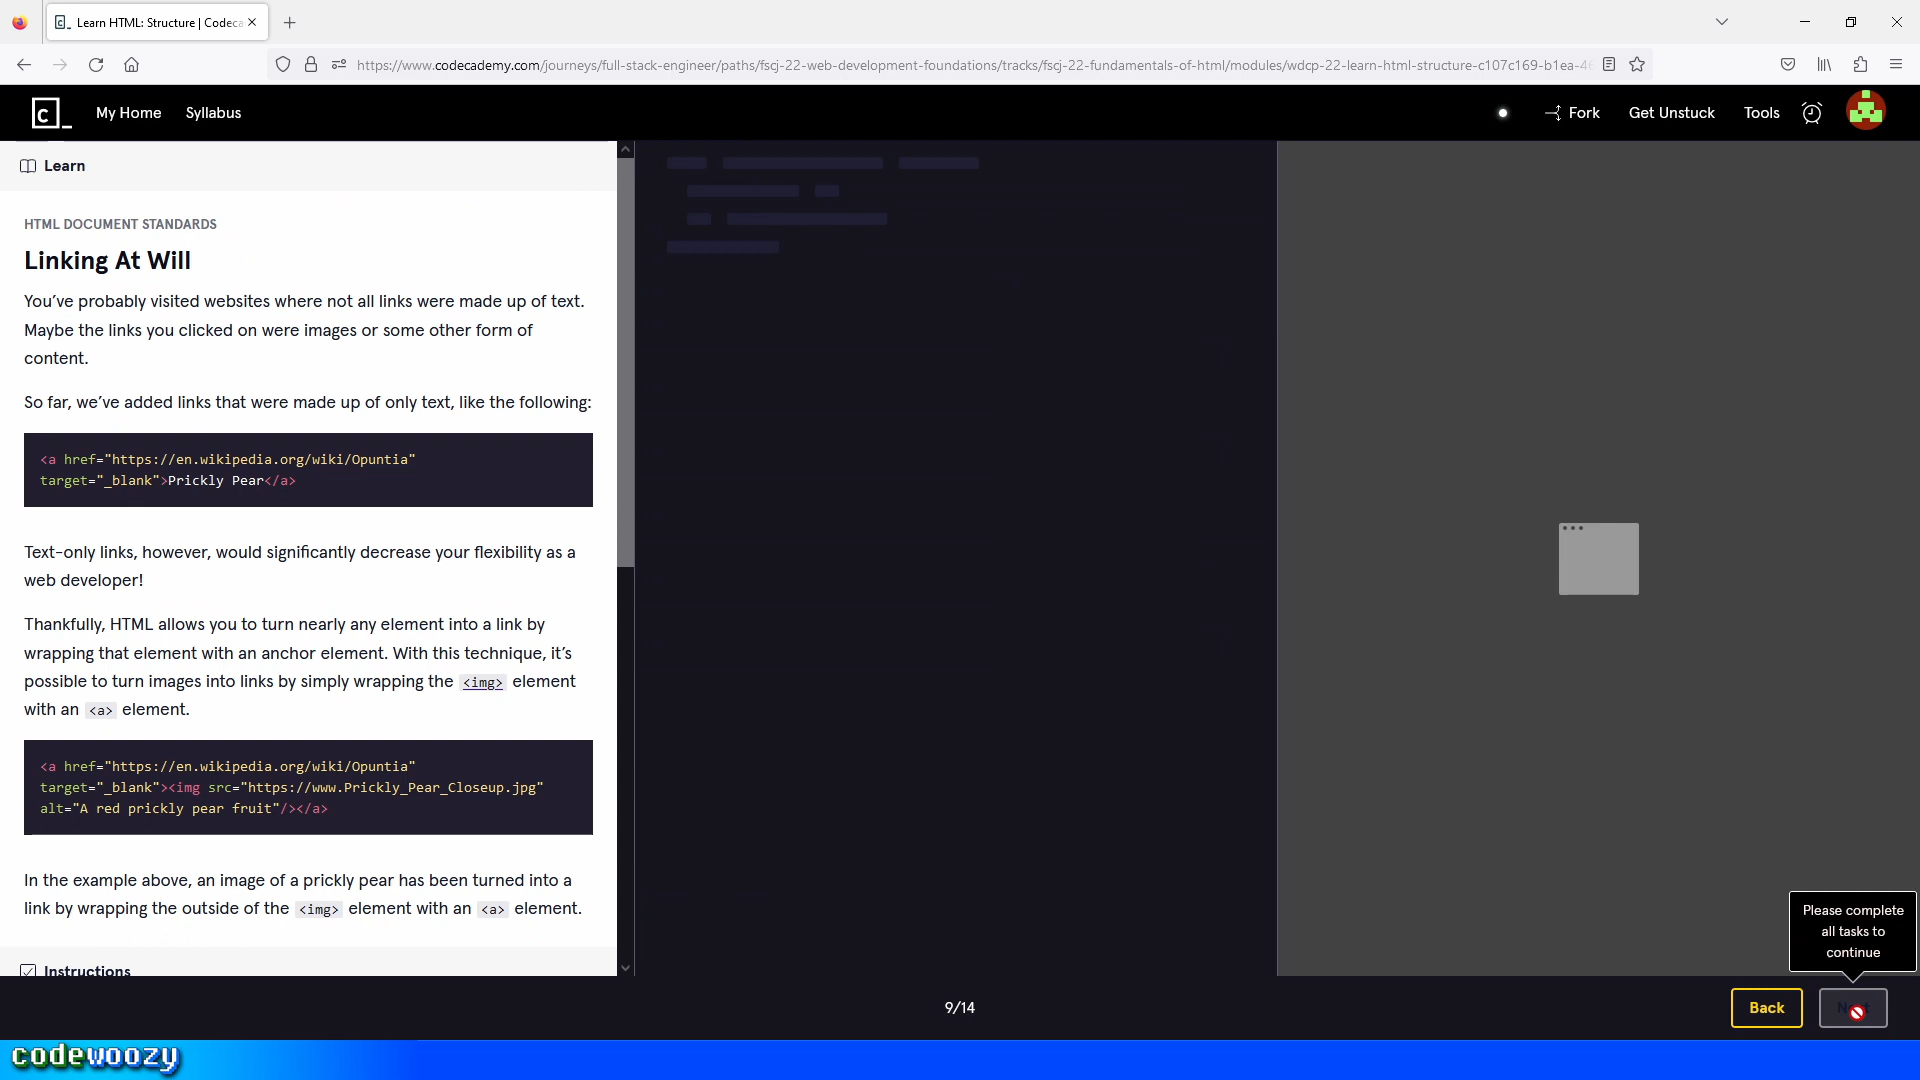 Learn HTML: Structure | Codeca
https://www.codecademy.com/journeys/full-stack-engineer/paths/fscj-22-web-development-foundations/tracks/fscj-22-fundamentals-of-html/modules/wdcp-22-learn-html-structure-c107c169-b1ea-4
My Home Syllabus Fork Get Unstuck Tools
Learn
HTML DOCUMENT STANDARDS
Linking At Will
You’ve probably visited websites where not all links were made up of text.
Maybe the links you clicked on were images or some other form of
content.
So far, we’ve added links that were made up of only text, like the following:
<a href="https://en.wikipedia.org/wiki/Opuntia"
target="_blank">Prickly Pear</a>
Text-only links, however, would significantly decrease your flexibility as a
web developer!
Thankfully, HTML allows you to turn nearly any element into a link by
wrapping that element with an anchor element. With this technique, it’s
possible to turn images into links by simply wrapping the <img> element
with an <a> element.
<a href="https://en.wikipedia.org/wiki/Opuntia"
target="_blank"><img src="https://www.Prickly_Pear_Closeup.jpg"
alt="A red prickly pear fruit"/></a>
In the example above, an image of a prickly pear has been turned into a
link by wrapping the outside of the <img> element with an <a> element.
Instructions
Please complete
all tasks to
continue
9/14
Back
codewoozy